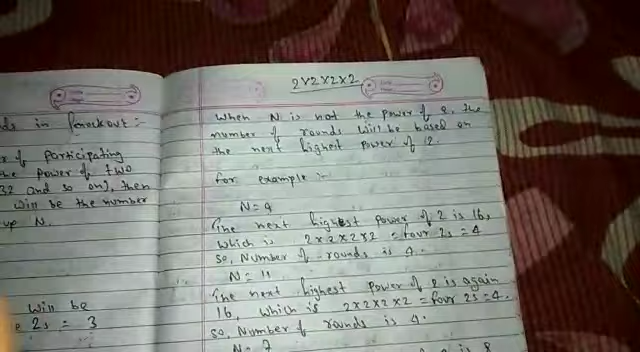 ds in knockout :-
r of participating
the power of two
32 and so on), then
will be the number
up N.
will be
2s = 3
2×2×2×2
When N is not the power of 2, the
number of rounds will be based on
the next highest power of 2.
for example :-
N = 9
The next highest power of 2 is 16,
which is 2×2×2×2 = four 2s = 4
So, Number of rounds is 4.
N = 11
The next highest power of 2 is again
16, which is 2×2×2×2 = four 2s = 4.
So, Number of rounds is 4.
N = 7
is 8